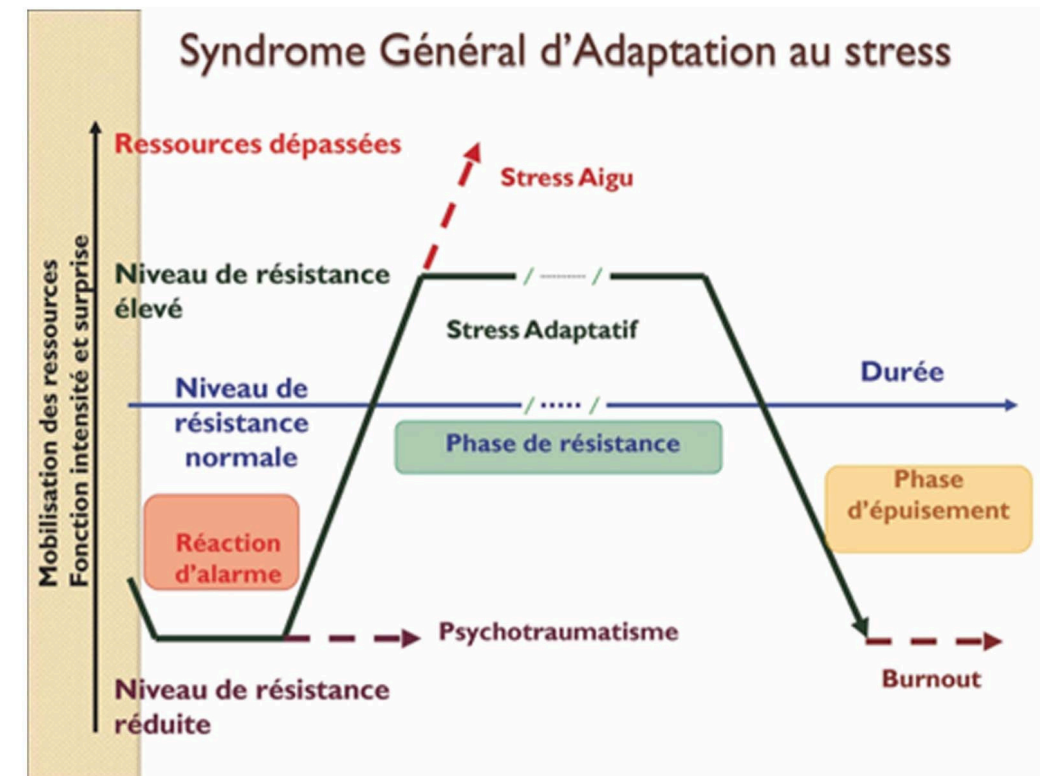 Syndrome Général d'Adaptation au stress
Mobilisation des ressources
Fonction intensité et surprise
Ressources dépassées
Stress Aigu
Niveau de résistance
élevé
Stress Adaptatif
Niveau de
résistance
normale
Durée
Phase de résistance
Phase
d'épuisement
Réaction
d'alarme
Psychotraumatisme
Niveau de résistance
réduite
Burnout